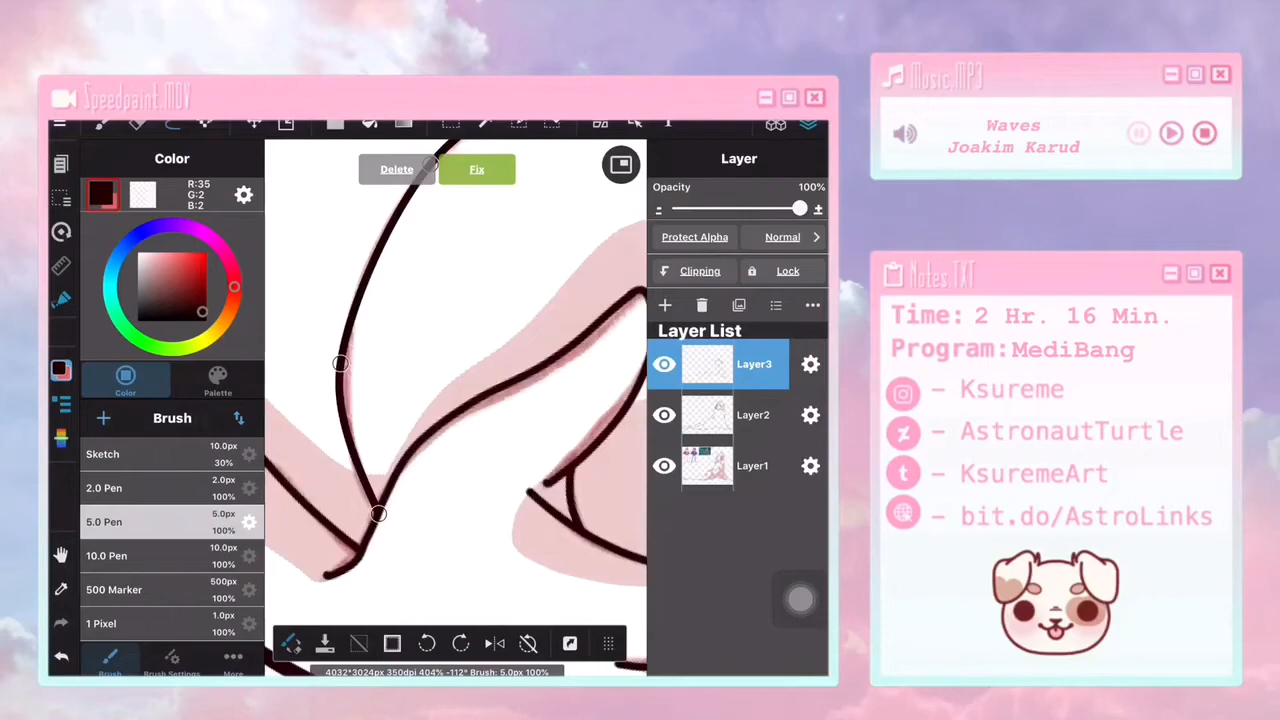 Speedpaint.MOV
Color
R:35
G:2
B:2
Color
Palette
Brush
Sketch
10.0px
30%
2.0 Pen
2.0px
100%
5.0 Pen
5.0px
100%
10.0 Pen
10.0px
100%
500 Marker
500px
100%
1 Pixel
1.0px
100%
Brush
Brush Settings
More
Delete
Fix
4032*3024px 350dpi 404% -112° Brush: 5.0px 100%
Layer
Opacity
100%
Protect Alpha
Normal
Clipping
Lock
Layer List
Layer3
Layer2
Layer1
Music.MP3
Waves
Joakim Karud
Notes.TXT
Time: 2 Hr. 16 Min.
Program: MediBang
- Ksureme
- AstronautTurtle
- KsuremeArt
- bit.do/AstroLinks